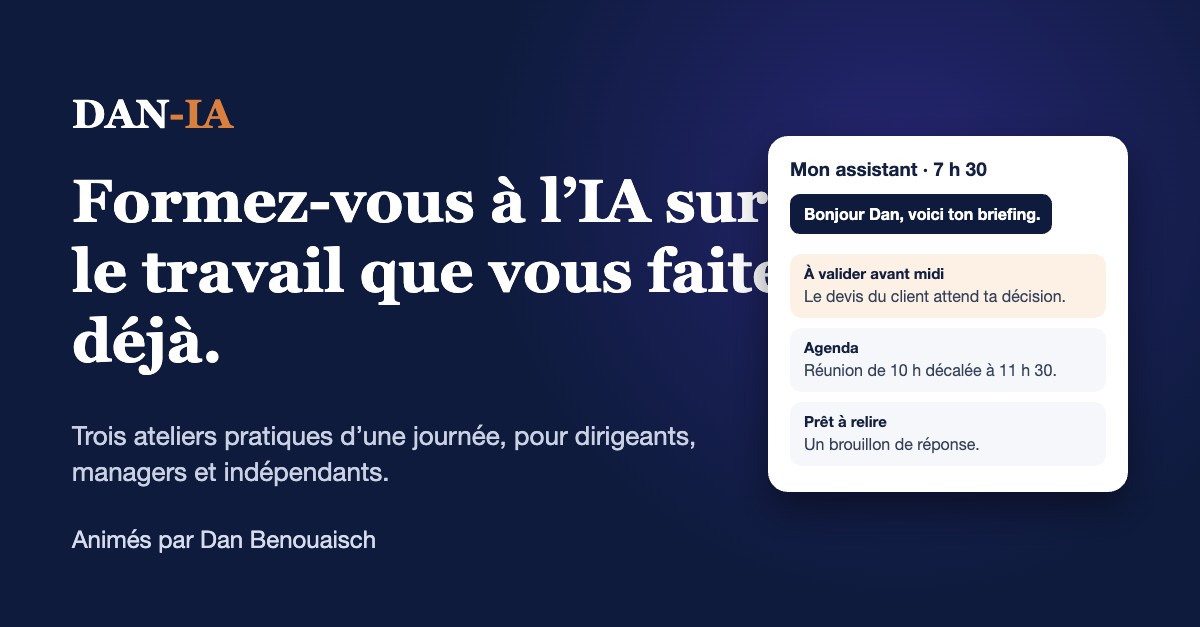 DAN-IA
Formez-vous à l’IA sur
le travail que vous faite
déjà.
Trois ateliers pratiques d’une journée, pour dirigeants,
managers et indépendants.
Animés par Dan Benouaisch
Mon assistant · 7 h 30
Bonjour Dan, voici ton briefing.
À valider avant midi
Le devis du client attend ta décision.
Agenda
Réunion de 10 h décalée à 11 h 30.
Prêt à relire
Un brouillon de réponse.